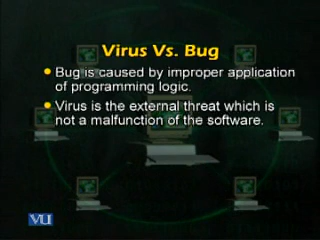 Virus Vs. Bug
Bug is caused by improper application
of programming logic.
Virus is the external threat which is
not a malfunction of the software.
VU